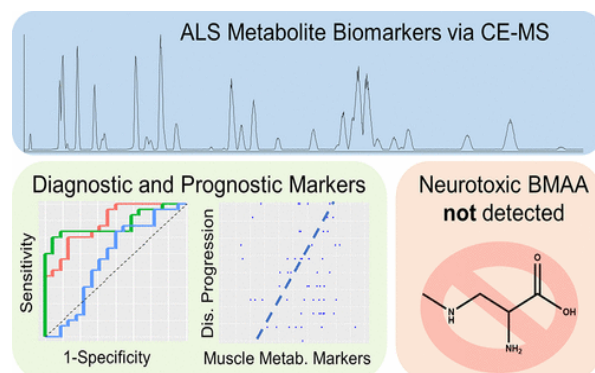 ALS Metabolite Biomarkers via CE-MS
Diagnostic and Prognostic Markers
Sensitivity
1-Specificity
Dis. Progression
Muscle Metab. Markers
Neurotoxic BMAA
not detected
O
OH
N
H
NH₂